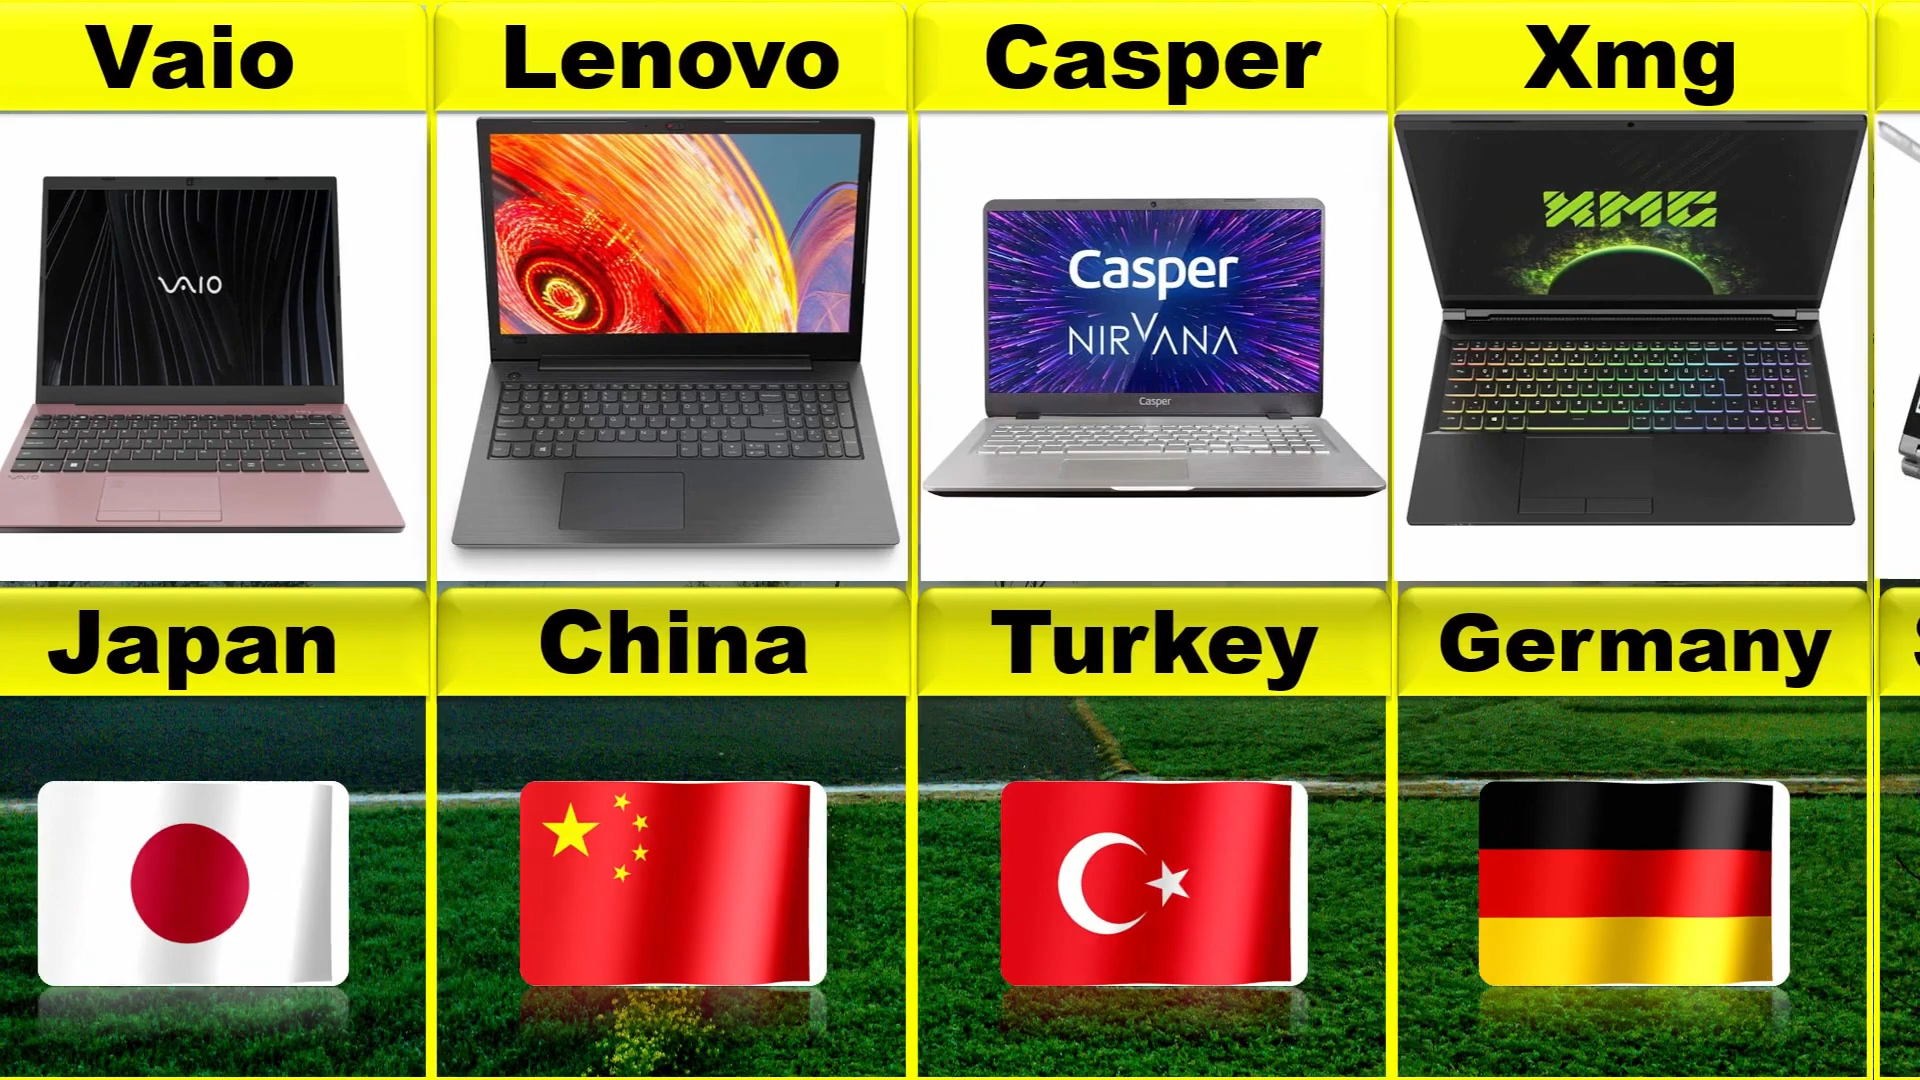 Vaio
Lenovo
Casper
Xmg
VAIO
Casper
NIRVANA
Casper
XMG
Japan
China
Turkey
Germany